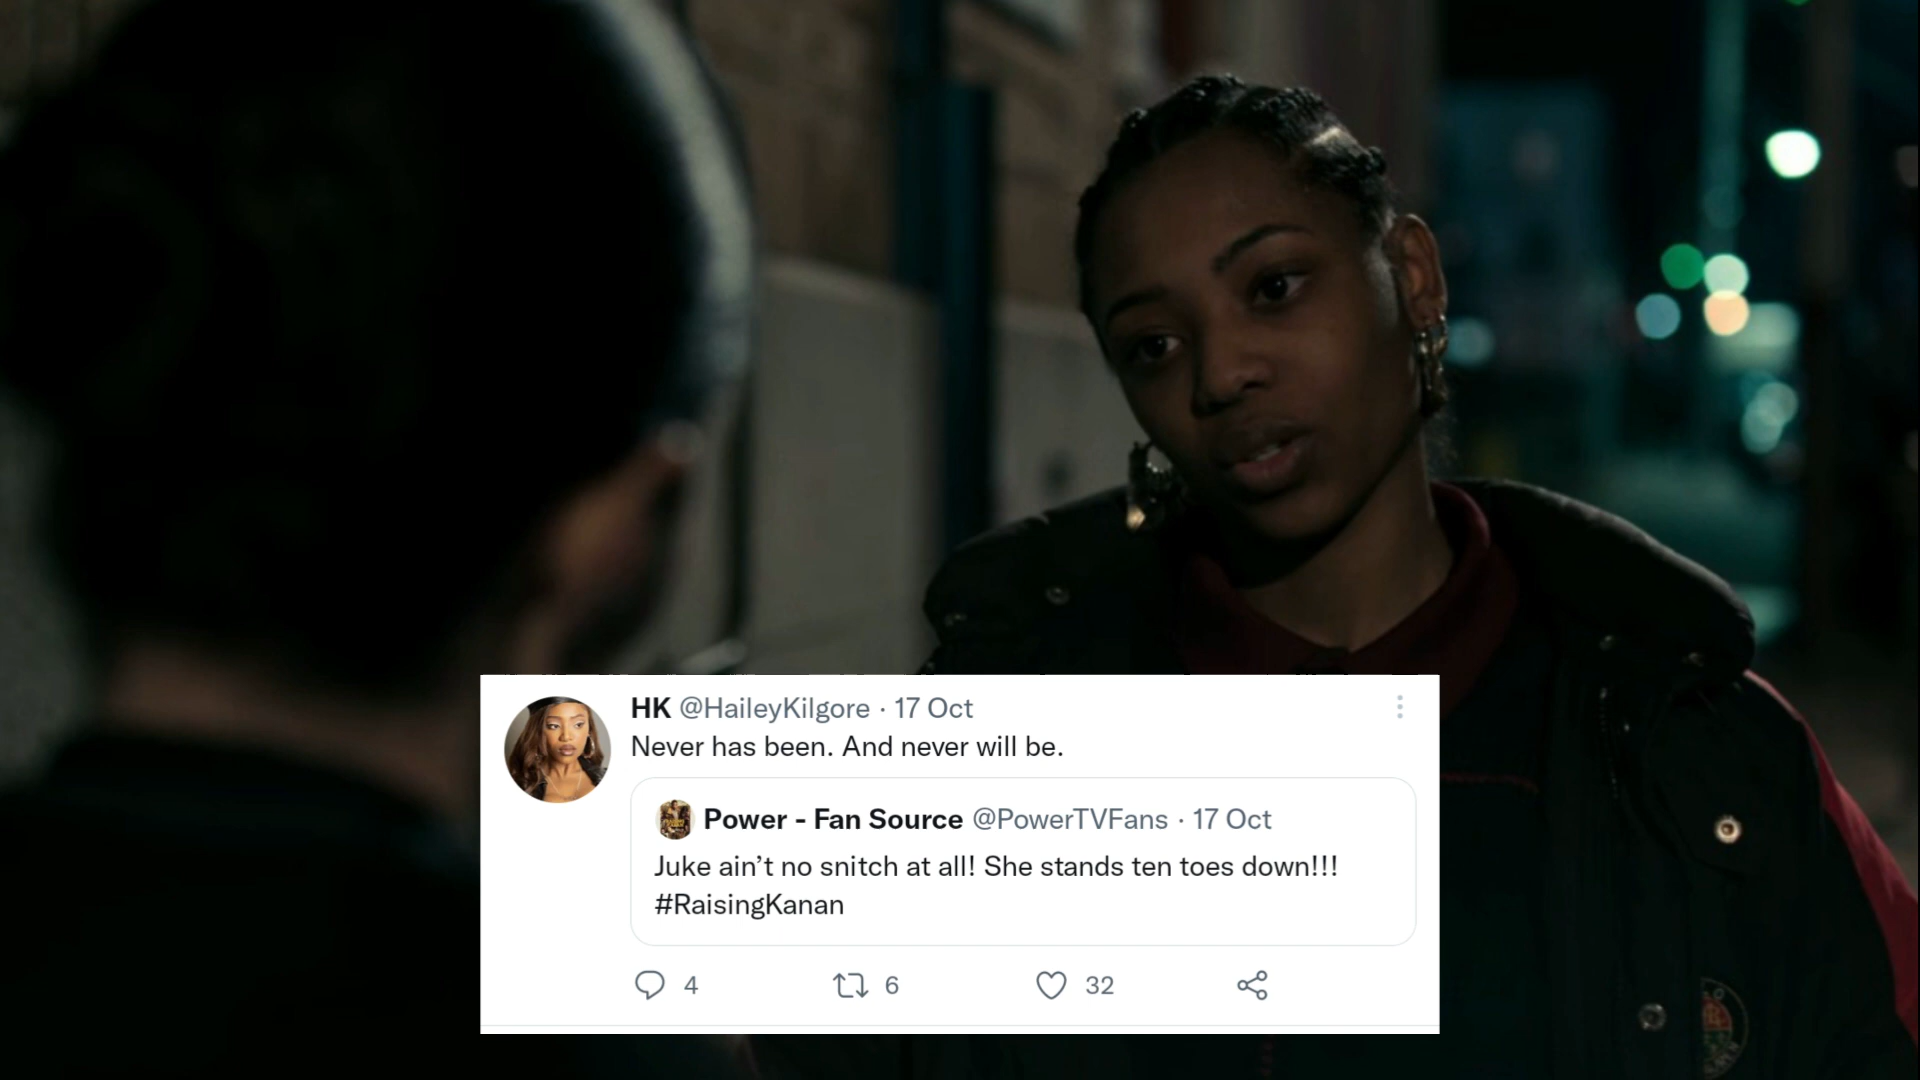 HK @HaileyKilgore · 17 Oct
Never has been. And never will be.
Power - Fan Source @PowerTVFans · 17 Oct
Juke ain’t no snitch at all! She stands ten toes down!!!
#RaisingKanan
4 6 32